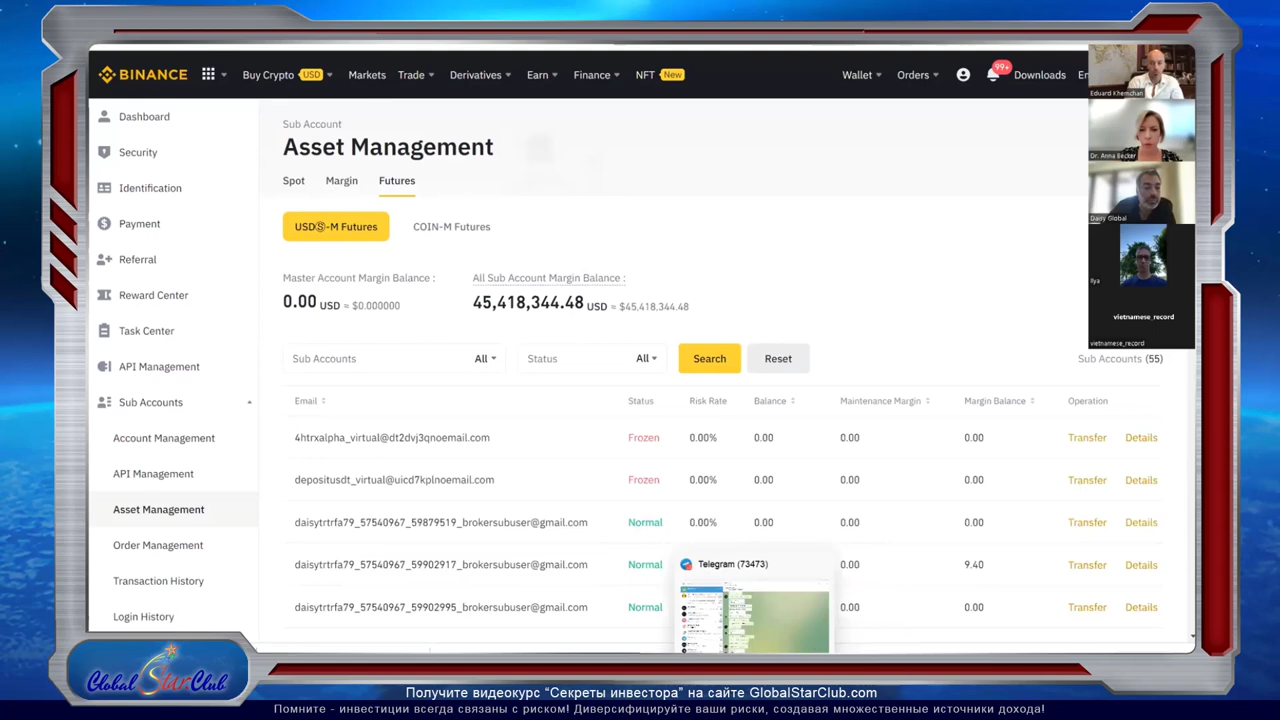 BINANCE
Buy Crypto USD
Markets
Trade
Derivatives
Earn
Finance
NFT New
Wallet
Orders
99+
Downloads
En
Dashboard
Security
Identification
Payment
Referral
Reward Center
Task Center
API Management
Sub Accounts
Account Management
API Management
Asset Management
Order Management
Transaction History
Login History
Sub Account
Asset Management
Spot Margin Futures
USDⓈ-M Futures COIN-M Futures
Master Account Margin Balance : All Sub Account Margin Balance :
0.00 USD ≈ $0.000000 45,418,344.48 USD ≈ $45,418,344.48
Sub Accounts All Status All Search Reset Sub Accounts (55)
Email Status Risk Rate Balance Maintenance Margin Margin Balance Operation
4htrxalpha_virtual@dt2dvj3qnoemail.com Frozen 0.00% 0.00 0.00 0.00 Transfer Details
depositusdt_virtual@uicd7kplnoemail.com Frozen 0.00% 0.00 0.00 0.00 Transfer Details
daisytrtrfa79_57540967_59879519_brokersubuser@gmail.com Normal 0.00% 0.00 0.00 0.00 Transfer Details
daisytrtrfa79_57540967_59902917_brokersubuser@gmail.com Normal 0.00 9.40 Transfer Details
daisytrtrfa79_57540967_59902995_brokersubuser@gmail.com Normal 0.00 0.00 Transfer Details
Telegram (73473)
Eduard Khemchan
Dr. Anna Becker
Daisy Global
Ilya
vietnamese_record
vietnamese_record
Global Star Club
Получите видеокурс “Секреты инвестора” на сайте GlobalStarClub.com
Помните - инвестиции всегда связаны с риском! Диверсифицируйте ваши риски, создавая множественные источники дохода!